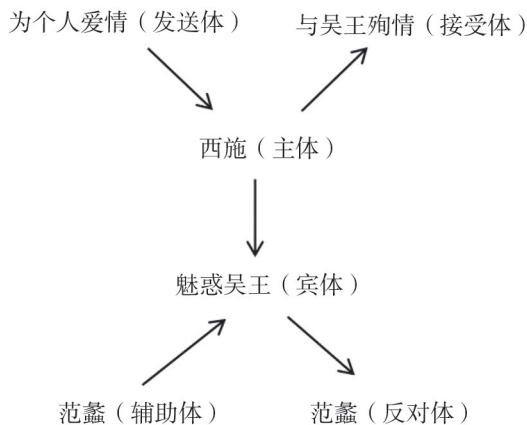 为个人爱情（发送体） 与吴王殉情（接受体）
西施（主体）
魅惑吴王（宾体）
范蠡（辅助体） 范蠡（反对体）